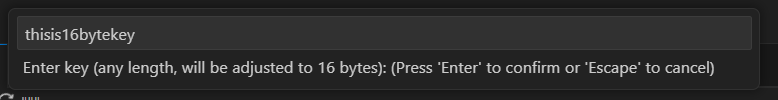 thisis16bytekey
Enter key (any length, will be adjusted to 16 bytes): (Press 'Enter' to confirm or 'Escape' to cancel)